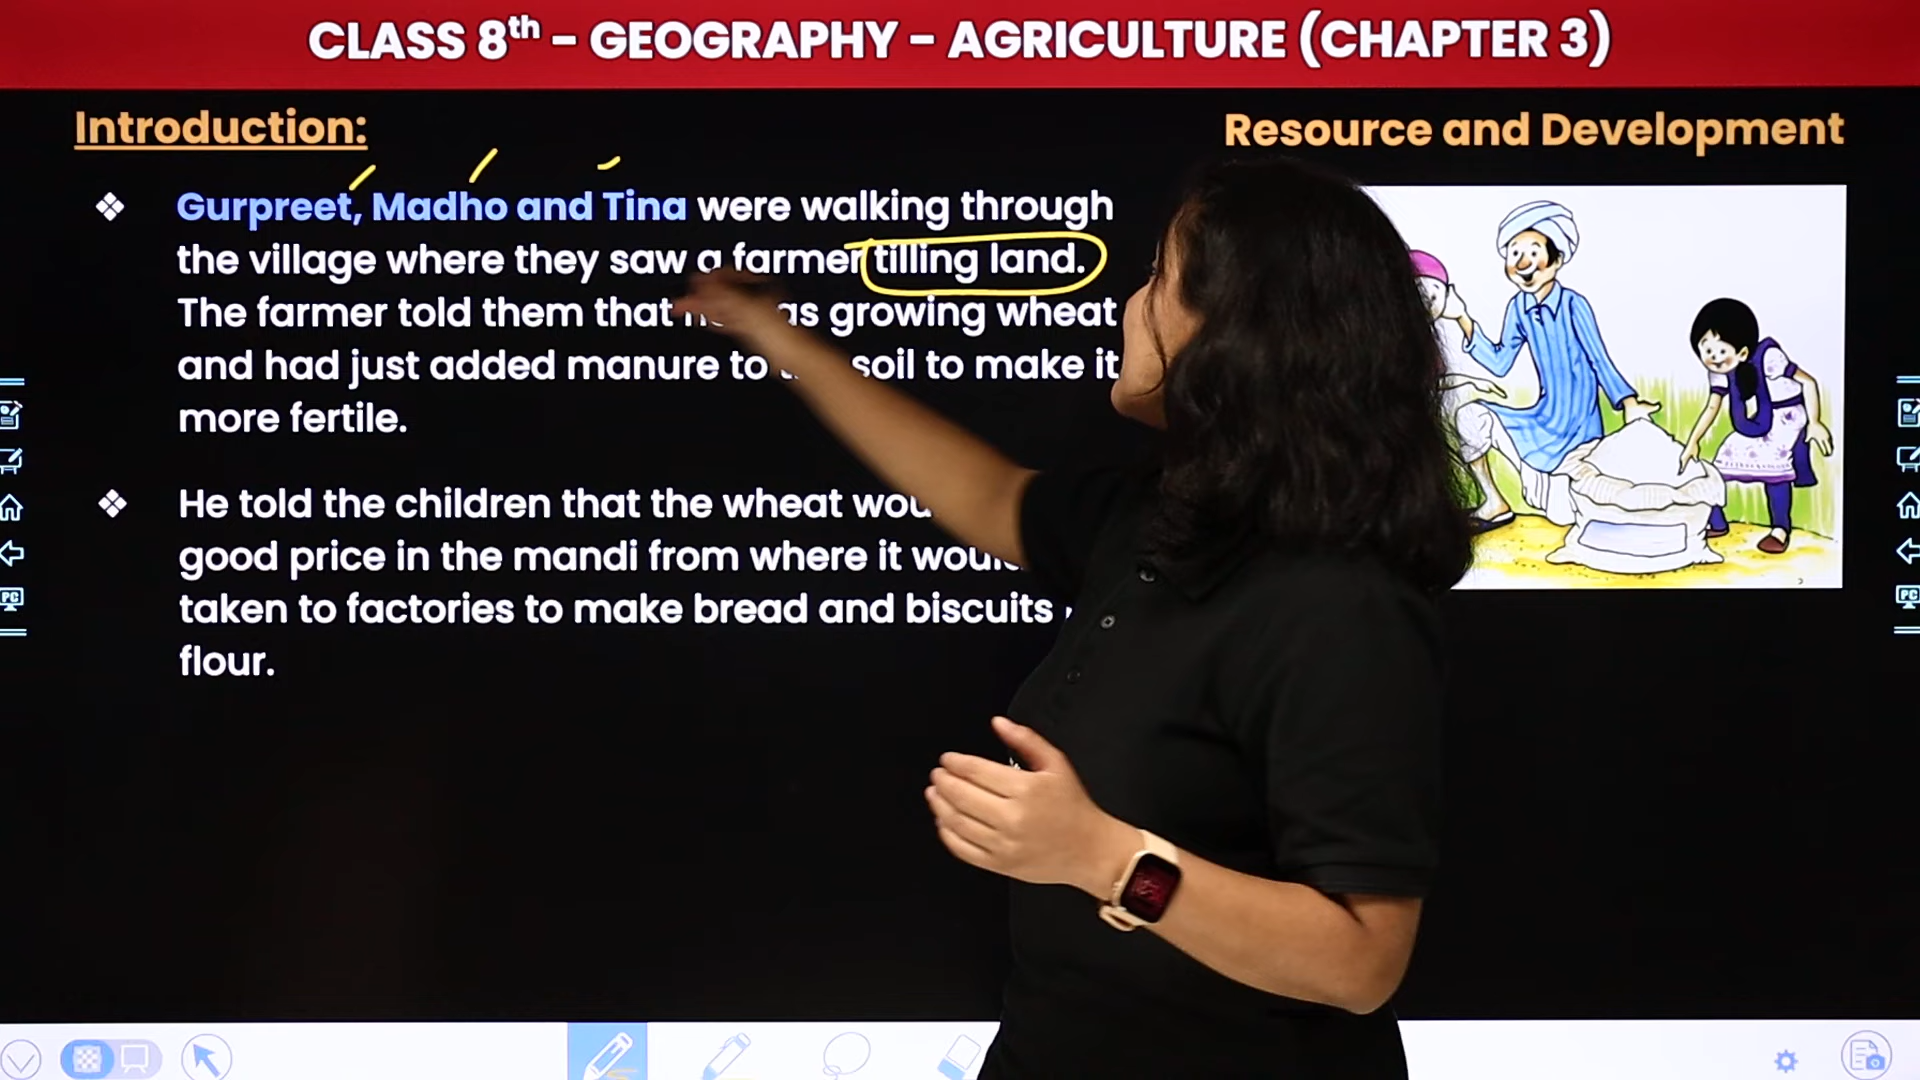 CLASS 8th - GEOGRAPHY - AGRICULTURE (CHAPTER 3)
Introduction:
Resource and Development
Gurpreet, Madho and Tina were walking through
the village where they saw a farmer tilling land.
The farmer told them that growing wheat
and had just added manure to soil to make it
more fertile.
He told the children that the wheat
good price in the mandi from where it
taken to factories to make bread and biscuits
flour.
PC
PC